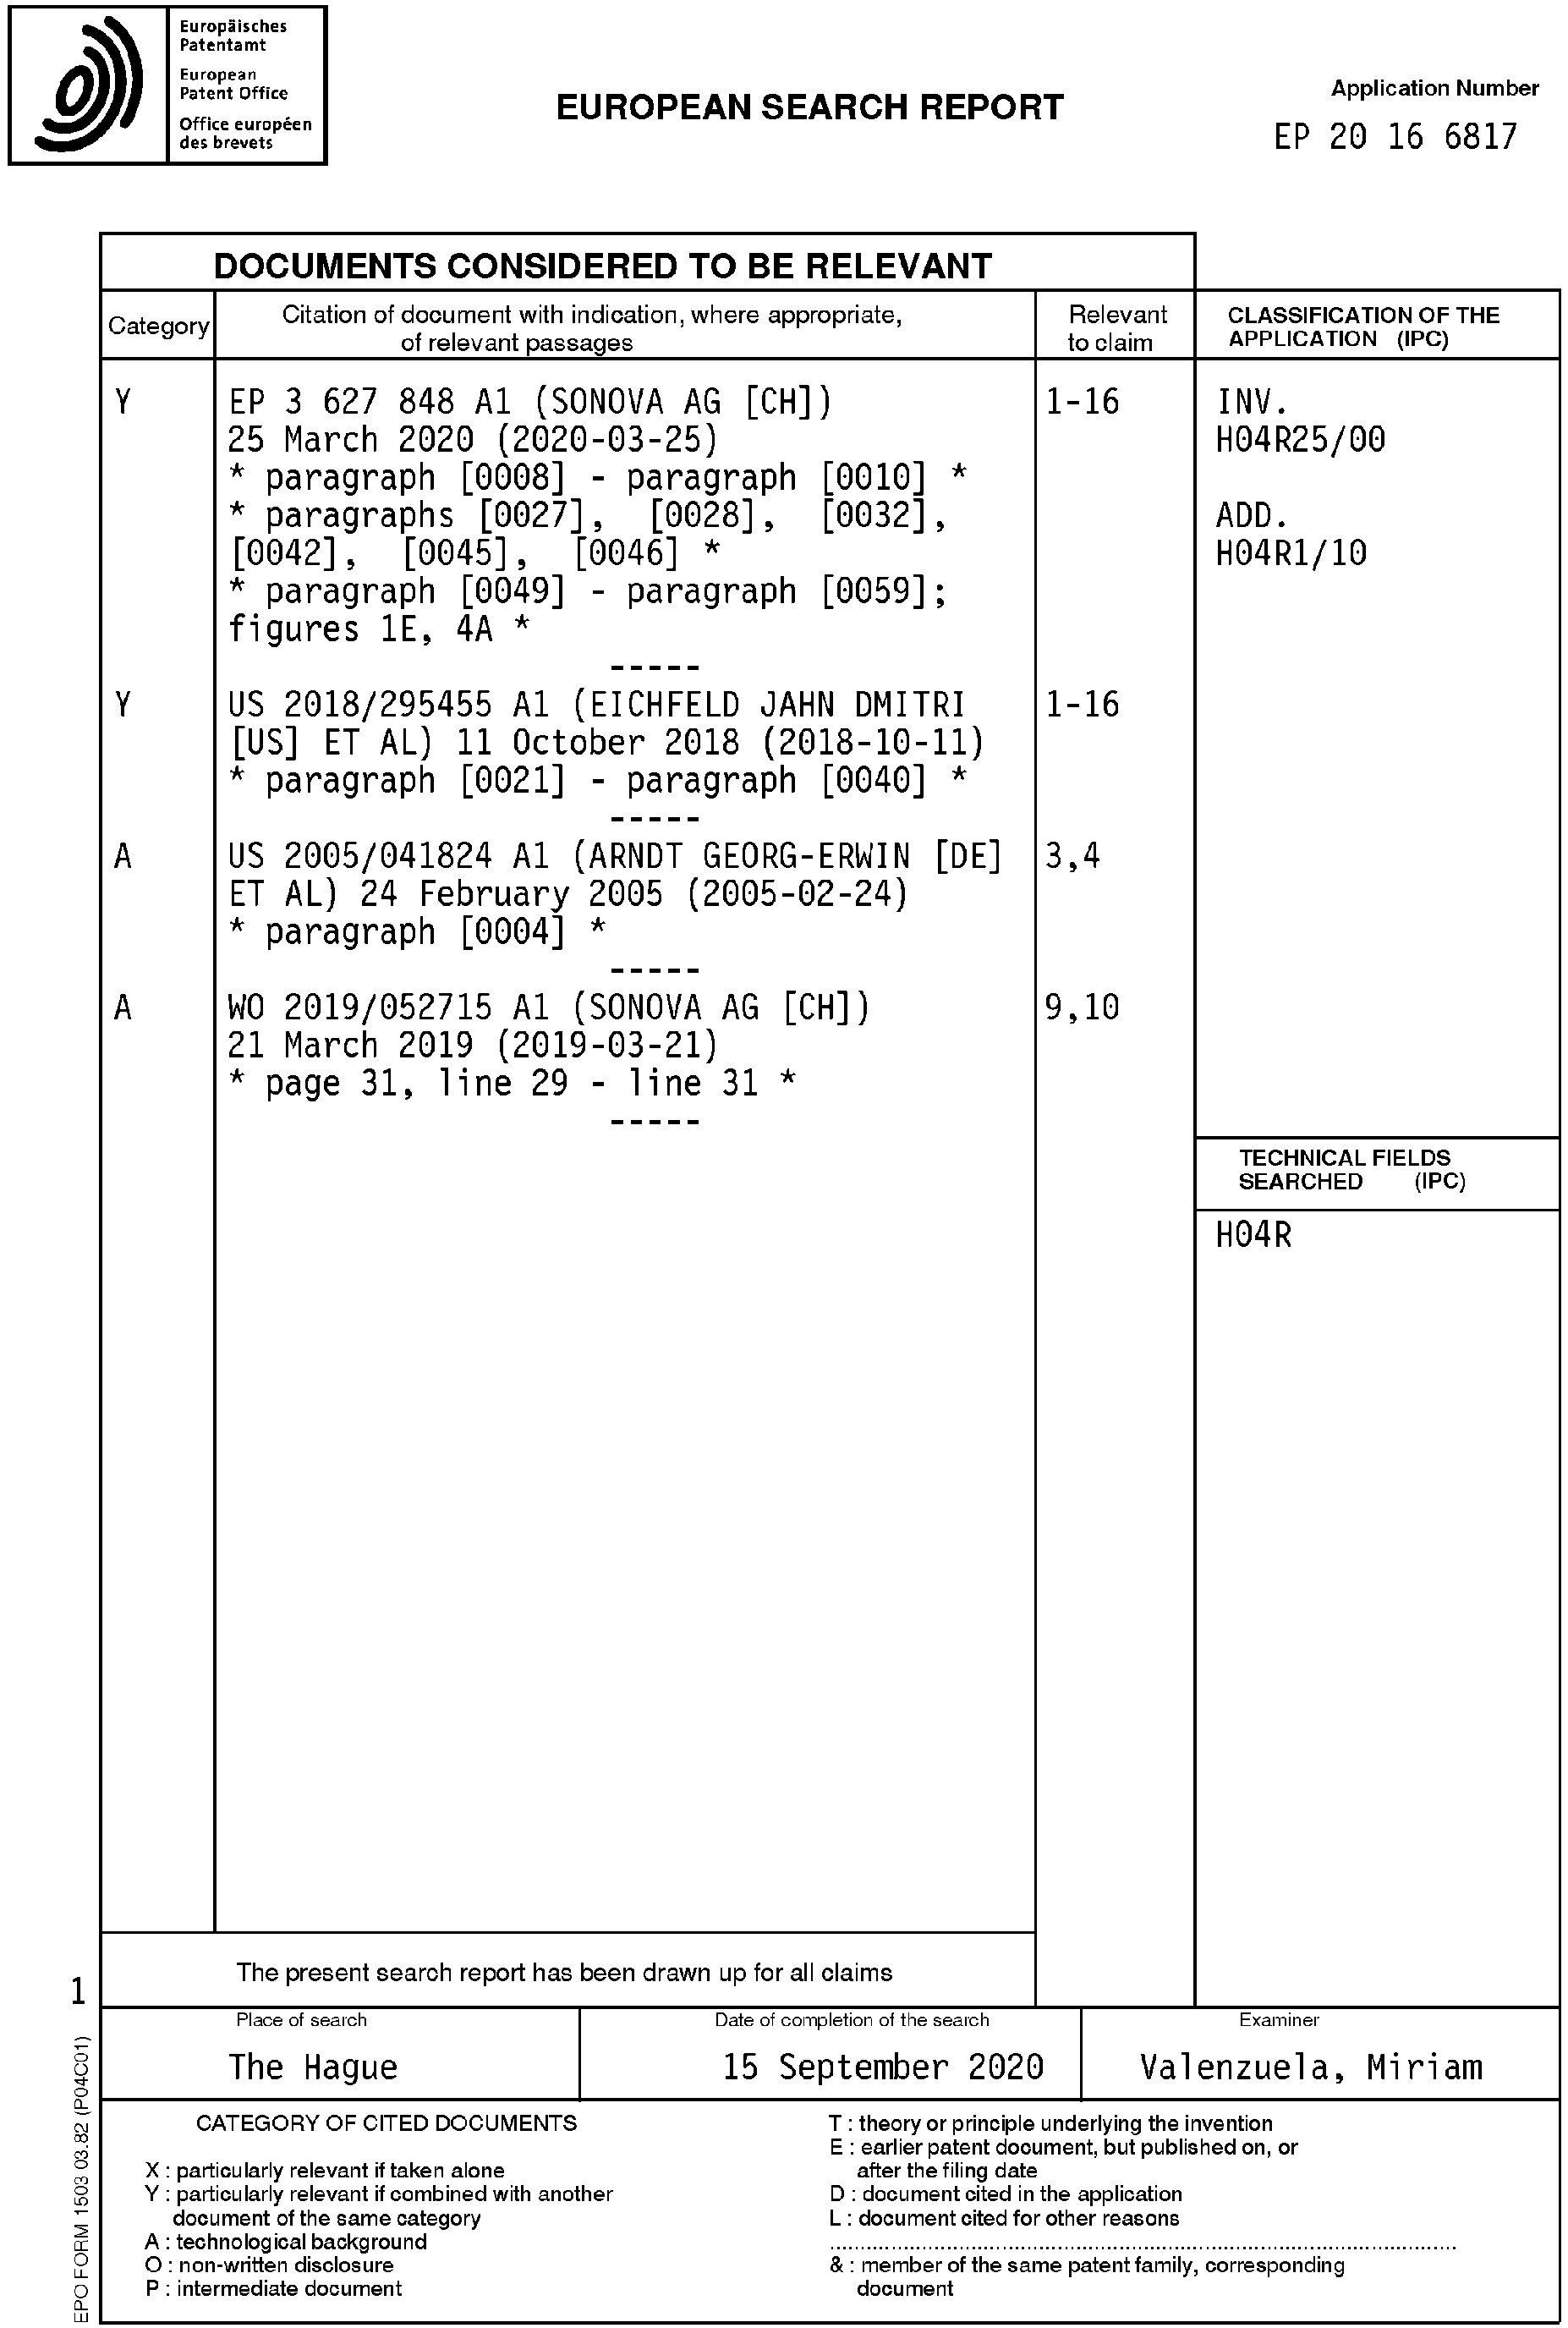 Europäisches
Patentamt
European
Patent Office
Office européen
des brevets
EUROPEAN SEARCH REPORT
Application Number
EP 20 16 6817
DOCUMENTS CONSIDERED TO BE RELEVANT
Category
Citation of document with indication, where appropriate,
of relevant passages
Relevant
to claim
CLASSIFICATION OF THE
APPLICATION (IPC)
Y
EP 3 627 848 A1 (SONOVA AG [CH])
25 March 2020 (2020-03-25)
* paragraph [0008] - paragraph [0010] *
* paragraphs [0027], [0028], [0032],
[0042], [0045], [0046] *
* paragraph [0049] - paragraph [0059];
figures 1E, 4A *
-----
1-16
INV.
H04R25/00
ADD.
H04R1/10
Y
US 2018/295455 A1 (EICHFELD JAHN DMITRI
[US] ET AL) 11 October 2018 (2018-10-11)
* paragraph [0021] - paragraph [0040] *
-----
1-16
A
US 2005/041824 A1 (ARNDT GEORG-ERWIN [DE]
ET AL) 24 February 2005 (2005-02-24)
* paragraph [0004] *
-----
3,4
A
WO 2019/052715 A1 (SONOVA AG [CH])
21 March 2019 (2019-03-21)
* page 31, line 29 - line 31 *
-----
9,10
TECHNICAL FIELDS
SEARCHED (IPC)
H04R
The present search report has been drawn up for all claims
1
Place of search
The Hague
Date of completion of the search
15 September 2020
Examiner
Valenzuela, Miriam
CATEGORY OF CITED DOCUMENTS
X : particularly relevant if taken alone
Y : particularly relevant if combined with another
document of the same category
A : technological background
O : non-written disclosure
P : intermediate document
T : theory or principle underlying the invention
E : earlier patent document, but published on, or
after the filing date
D : document cited in the application
L : document cited for other reasons
& : member of the same patent family, corresponding
document
EPO FORM 1503 03.82 (P04C01)